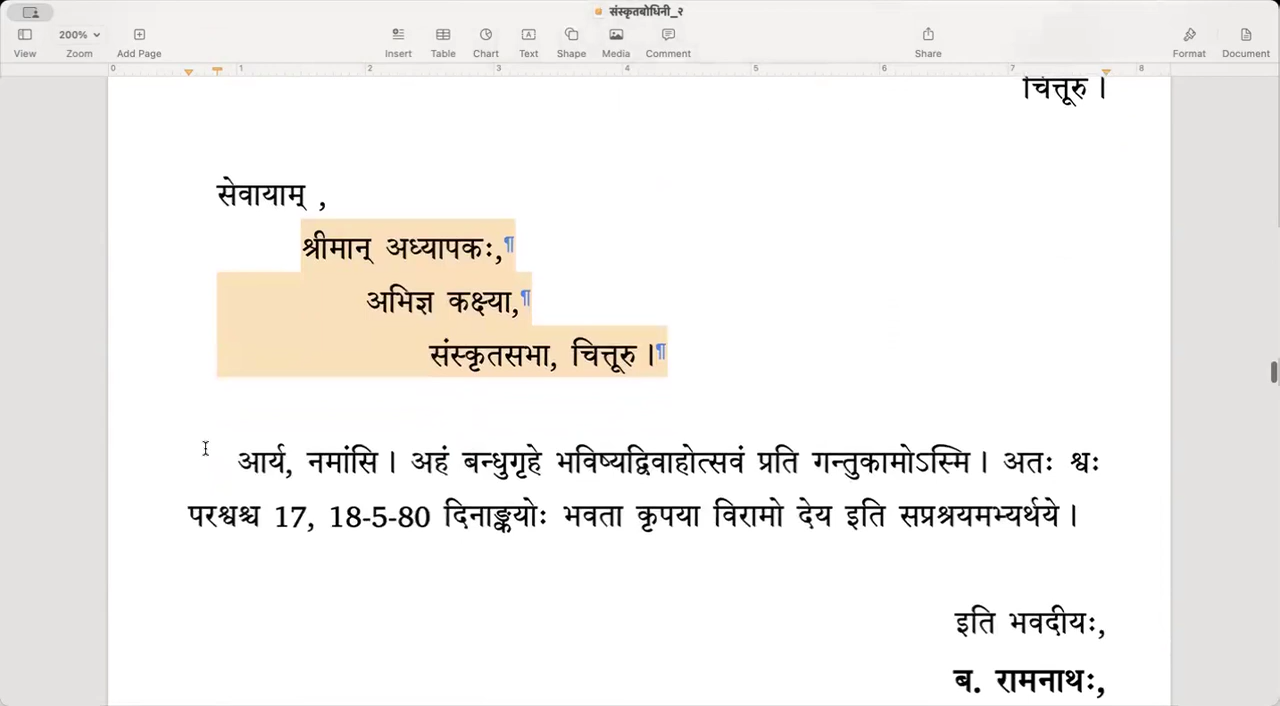 संस्कृतबोधिनी_२
200%
View
Zoom
Add Page
Insert
Table
Chart
Text
Shape
Media
Comment
Share
Format
Document
0 1 2 3 4 5 6 7 8
चित्तूरु ।
सेवायाम् ,
श्रीमान् अध्यापकः,¶
अभिज्ञ कक्ष्या,¶
संस्कृतसभा, चित्तूरु ।¶
आर्य, नमांसि । अहं बन्धुगृहे भविष्यद्विवाहोत्सवं प्रति गन्तुकामोऽस्मि । अतः श्वः
परश्वश्च 17, 18-5-80 दिनाङ्कयोः भवता कृपया विरामो देय इति सप्रश्रयमभ्यर्थये ।
इति भवदीयः,
ब. रामनाथः,